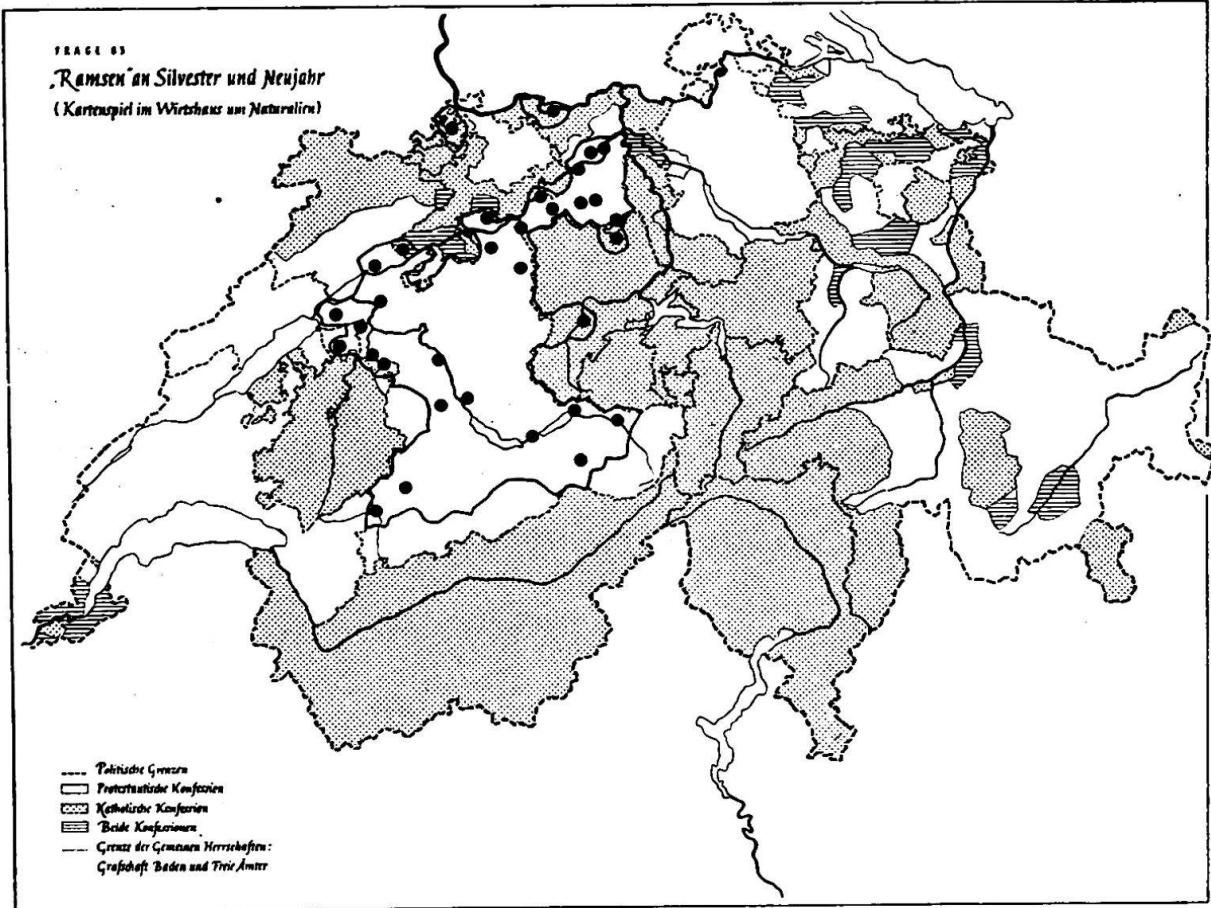 FRAGE 83
„Ramsen" an Silvester und Neujahr
(Kartenspiel im Wirtshaus um Naturalien)
Politische Grenzen
Protestantische Konfession
Katholische Konfession
Beide Konfessionen
Grenze der Gemeinen Herrschaften:
Grafschaft Baden und Freie Ämter